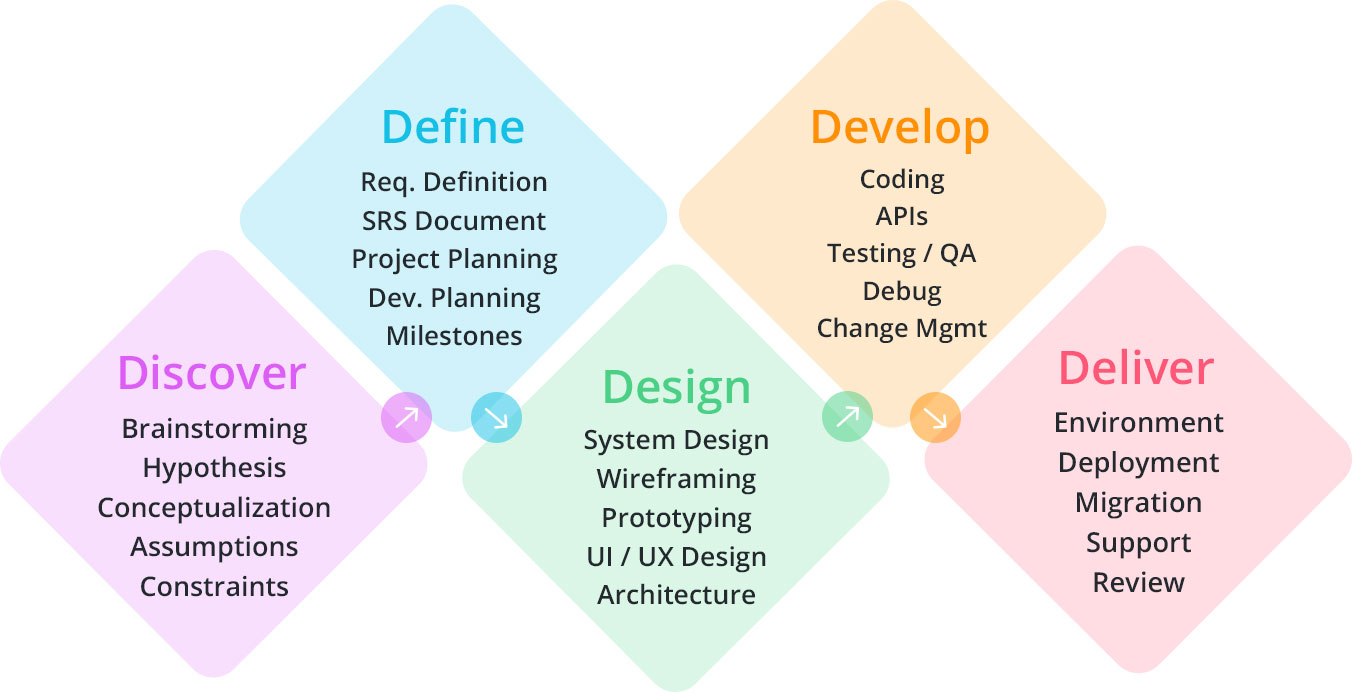 Discover
Brainstorming
Hypothesis
Conceptualization
Assumptions
Constraints
Define
Req. Definition
SRS Document
Project Planning
Dev. Planning
Milestones
Design
System Design
Wireframing
Prototyping
UI / UX Design
Architecture
Develop
Coding
APIs
Testing / QA
Debug
Change Mgmt
Deliver
Environment
Deployment
Migration
Support
Review